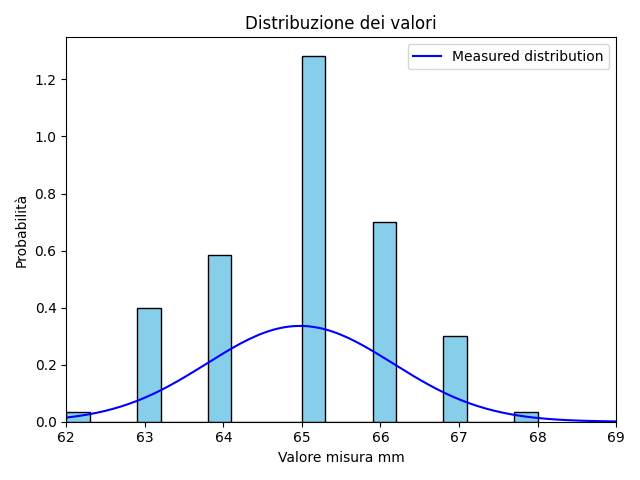 Distribuzione dei valori
Measured distribution
Probabilità
1.2
1.0
0.8
0.6
0.4
0.2
0.0
62 63 64 65 66 67 68 69
Valore misura mm